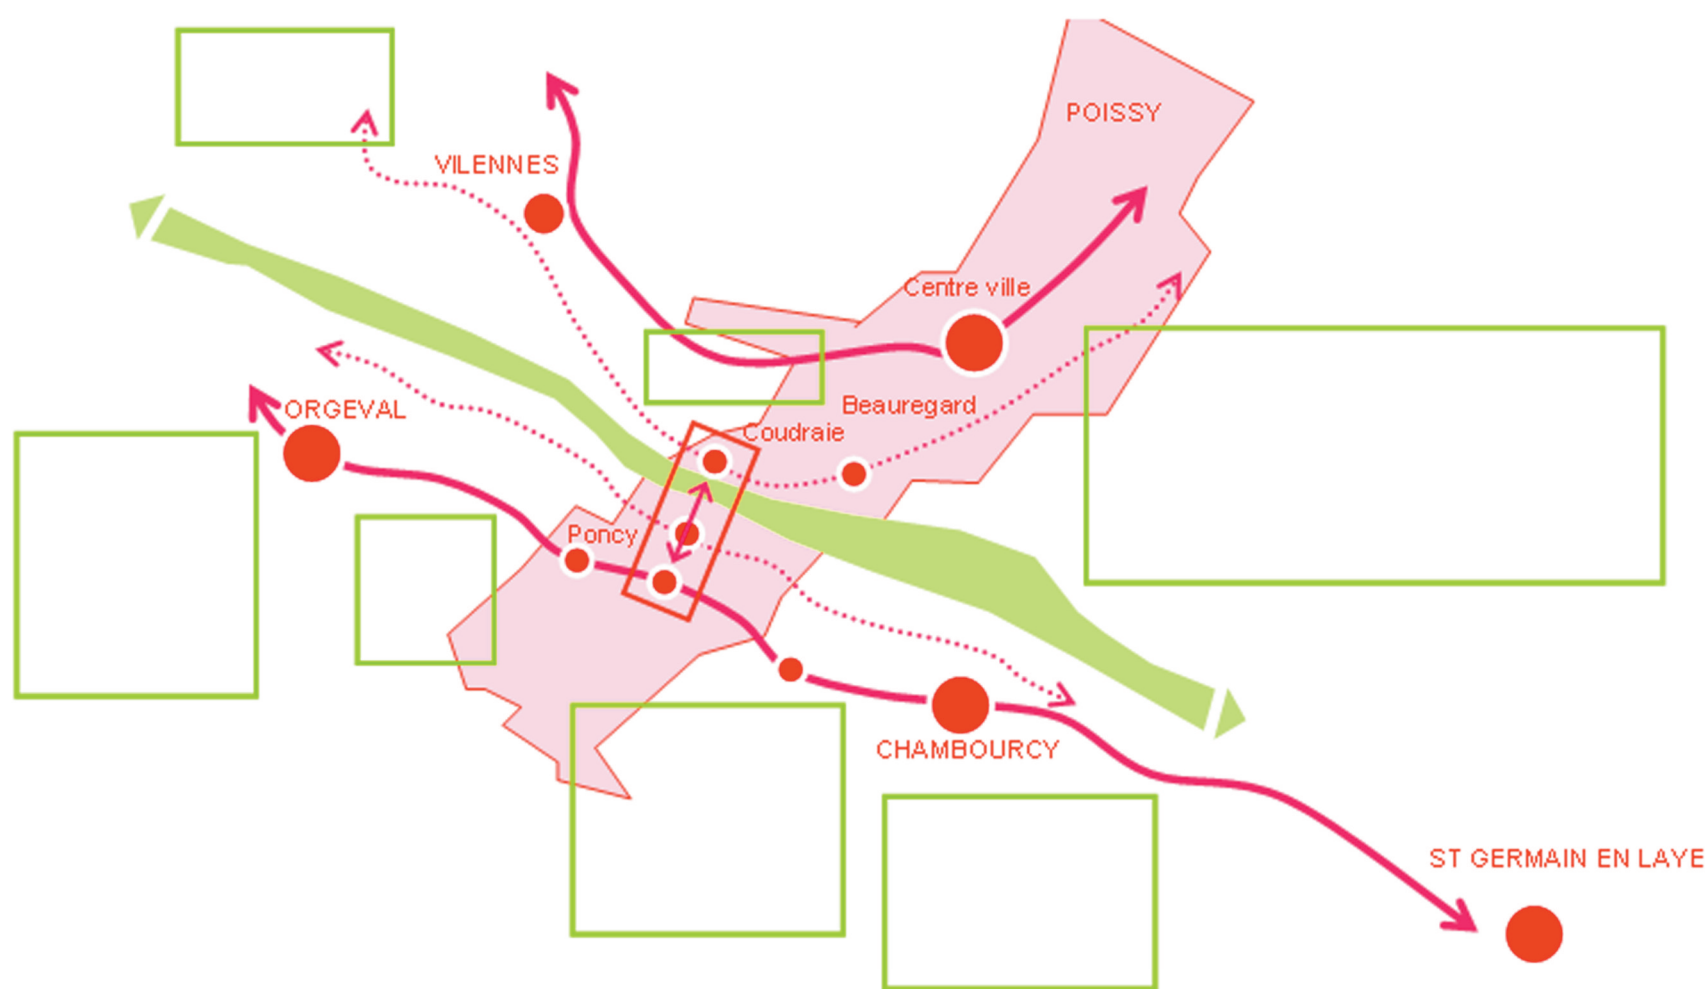 POISSY
VILENNES
Centre ville
Beauregard
ORGEVAL
Coudraie
Poncy
CHAMBOURCY
ST GERMAIN EN LAYE